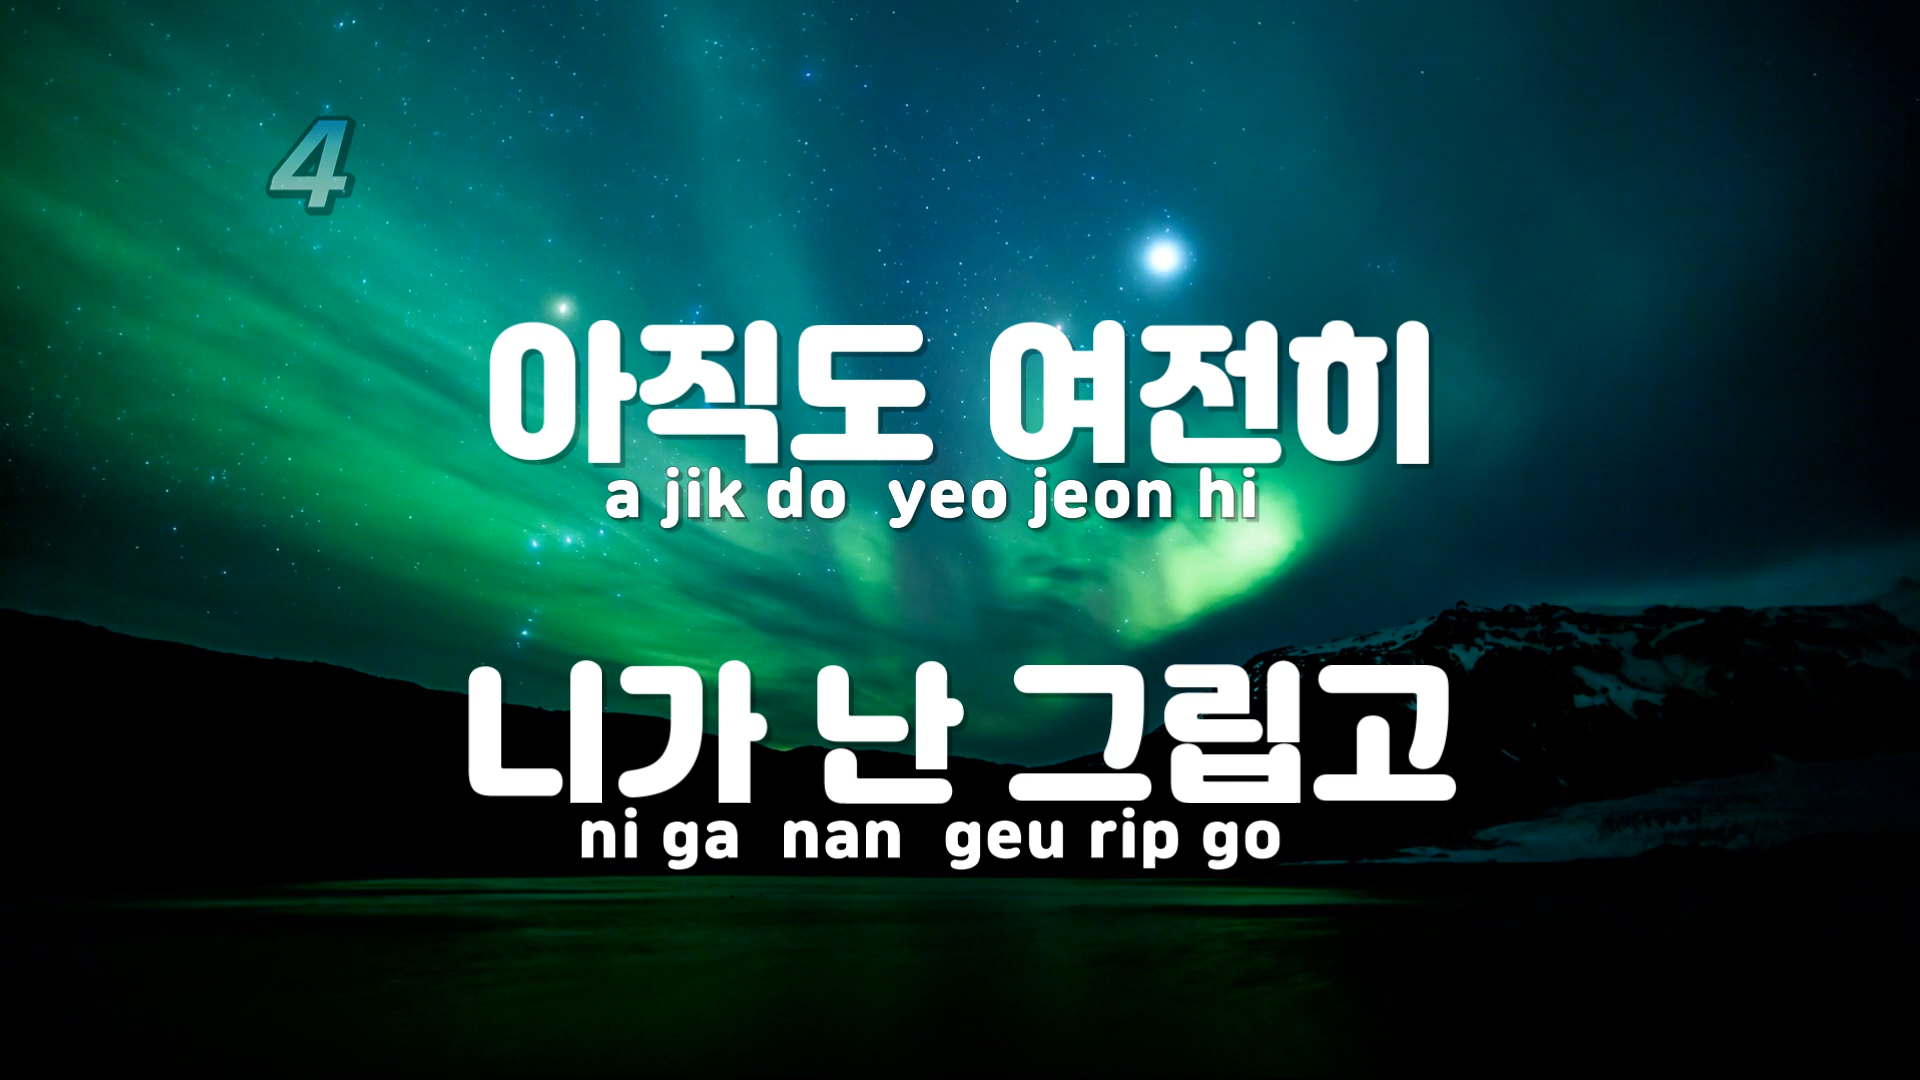 4
아직도 여전히
a jik do yeo jeon hi
니가 난 그립고
ni ga nan geu rip go